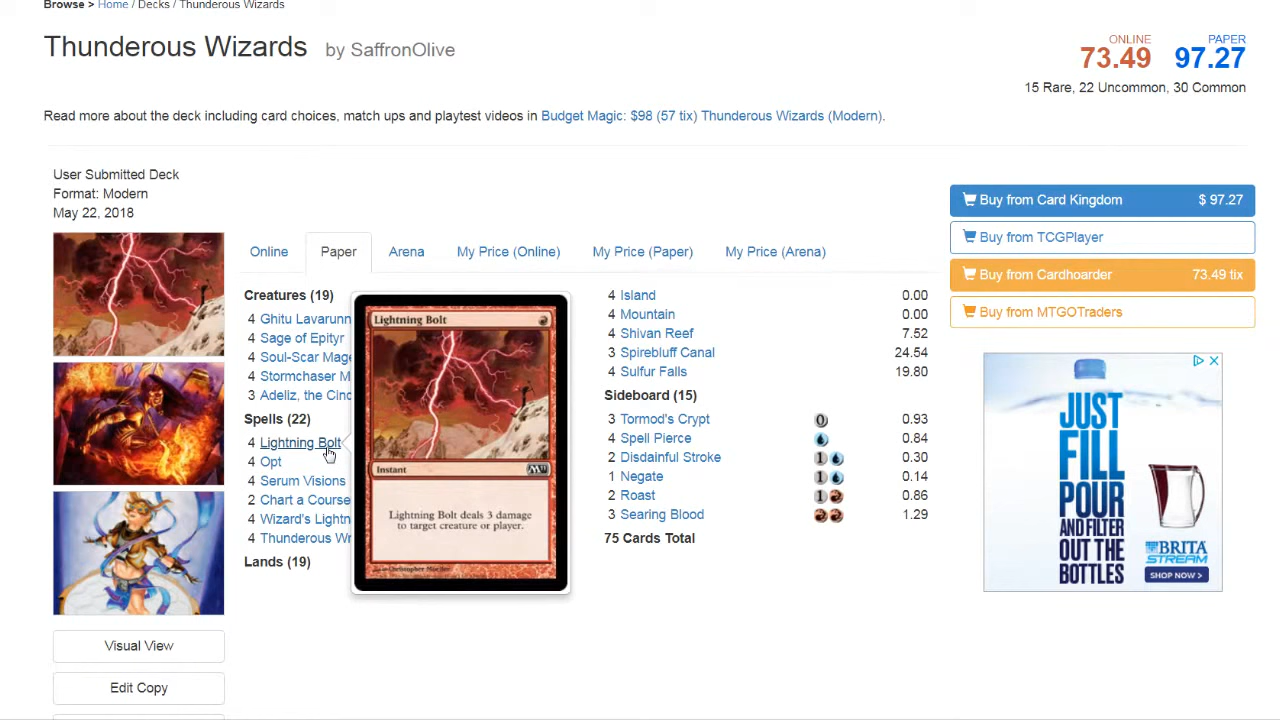 Browse > Home / Decks / Thunderous Wizards
Thunderous Wizards by SaffronOlive
ONLINE PAPER
73.49 97.27
15 Rare, 22 Uncommon, 30 Common
Read more about the deck including card choices, match ups and playtest videos in Budget Magic: $98 (57 tix) Thunderous Wizards (Modern).
User Submitted Deck
Format: Modern
May 22, 2018
Online Paper Arena My Price (Online) My Price (Paper) My Price (Arena)
Creatures (19)
4 Ghitu Lavarunn
4 Sage of Epityr
4 Soul-Scar Mage
4 Stormchaser M
3 Adeliz, the Cind
Spells (22)
4 Lightning Bolt
4 Opt
4 Serum Visions
2 Chart a Course
4 Wizard's Lightn
4 Thunderous Wr
Lands (19)
Lightning Bolt
Instant
M11
Lightning Bolt deals 3 damage
to target creature or player.
Christopher Moeller
4 Island 0.00
4 Mountain 0.00
4 Shivan Reef 7.52
3 Spirebluff Canal 24.54
4 Sulfur Falls 19.80
Sideboard (15)
3 Tormod's Crypt 0 0.93
4 Spell Pierce 0.84
2 Disdainful Stroke 1 0.30
1 Negate 1 0.14
2 Roast 1 0.86
3 Searing Blood 1.29
75 Cards Total
Buy from Card Kingdom $ 97.27
Buy from TCGPlayer
Buy from Cardhoarder 73.49 tix
Buy from MTGOTraders
JUST
FILL
POUR
AND FILTER
OUT THE
BOTTLES
BRITA
STREAM
SHOP NOW >
Visual View
Edit Copy